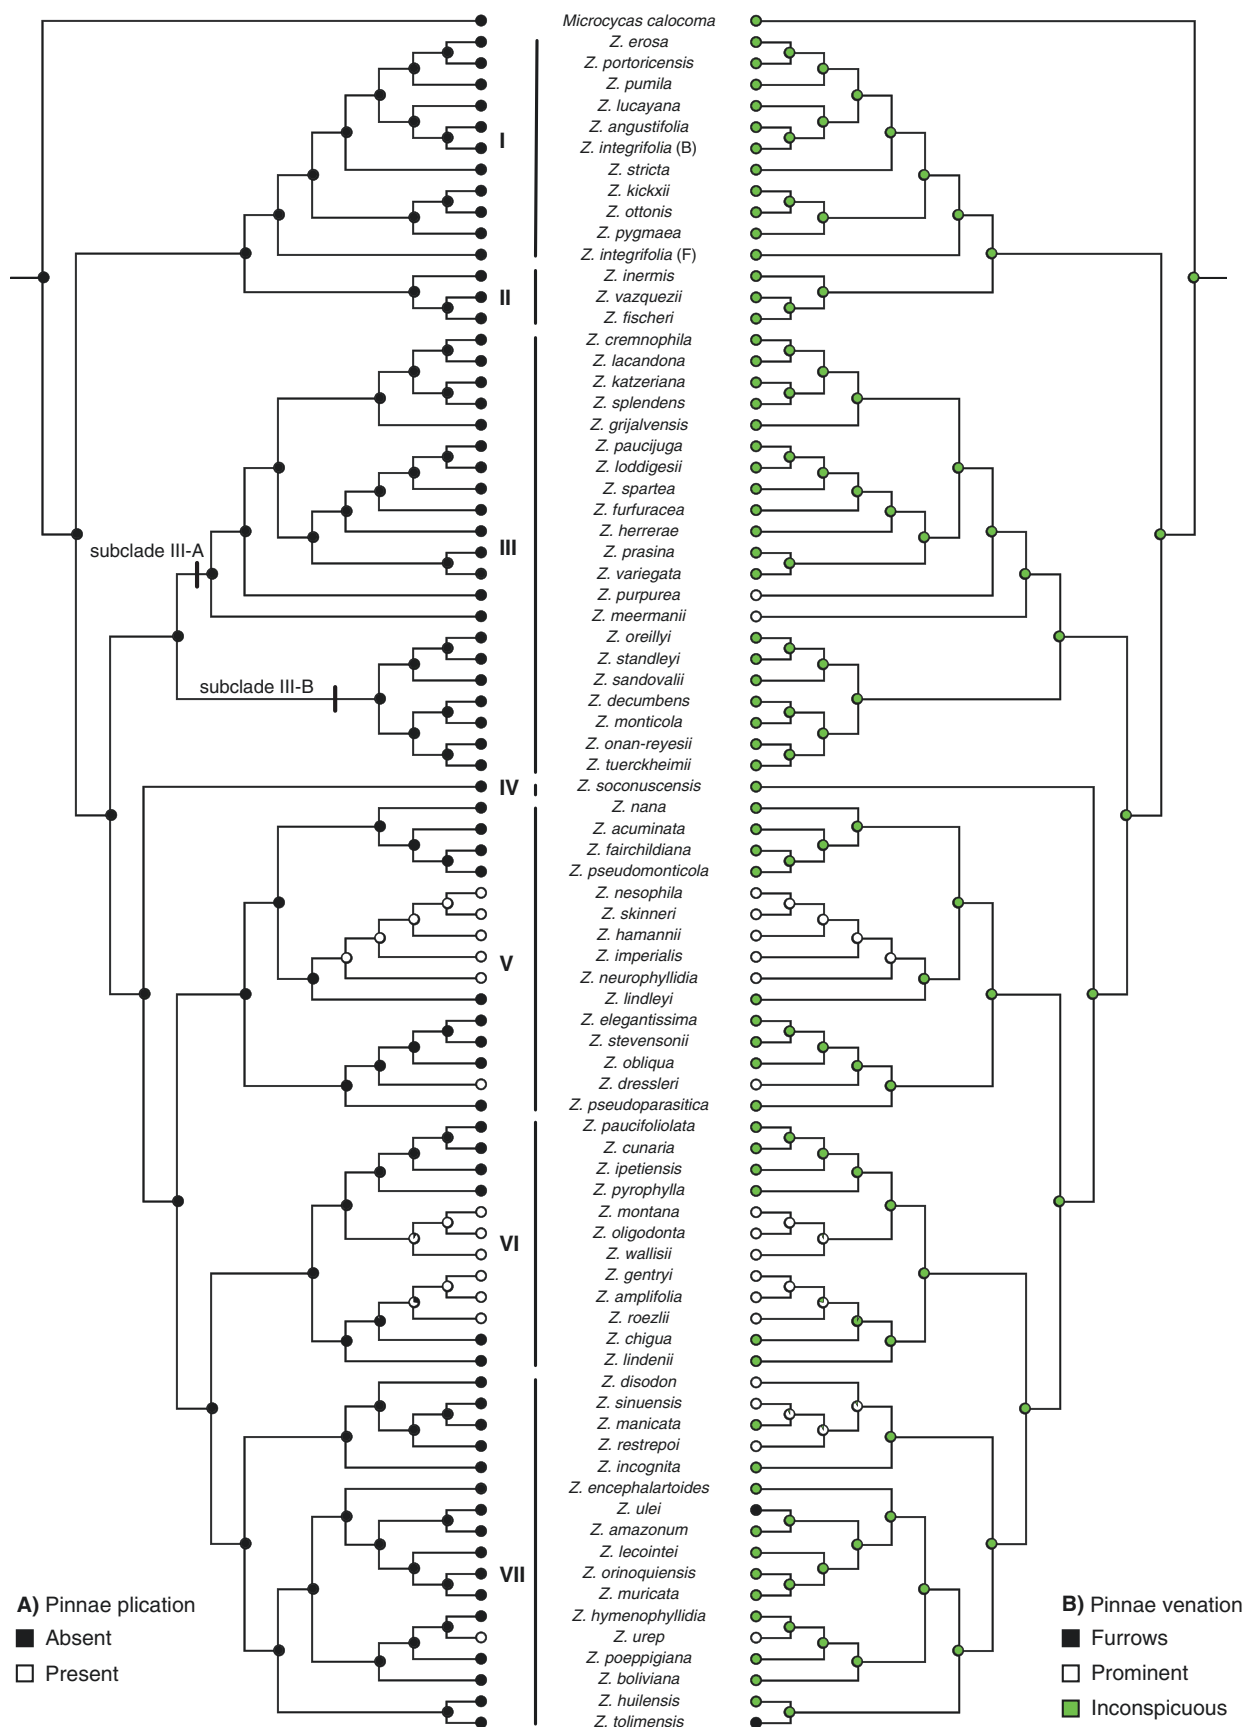 Microcycas calocoma
Z. erosa
Z. portoricensis
Z. pumila
Z. lucayana
Z. angustifolia
I
Z. integrifolia (B)
Z. stricta
Z. kickxii
Z. ottonis
Z. pygmaea
Z. integrifolia (F)
Z. inermis
II
Z. vazquezii
Z. fischeri
Z. cremnophila
Z. lacandona
Z. katzeriana
Z. splendens
Z. grijalvensis
Z. paucijuga
Z. loddigesii
Z. spartea
Z. furfuracea
Z. herrerae
III
subclade III-A
Z. prasina
Z. variegata
Z. purpurea
Z. meermanii
Z. oreillyi
Z. standleyi
Z. sandovalii
subclade III-B
Z. decumbens
Z. monticola
Z. onan-reyesii
Z. tuerckheimii
IV
Z. soconuscensis
Z. nana
Z. acuminata
Z. fairchildiana
Z. pseudomonticola
Z. nesophila
Z. skinneri
Z. hamannii
Z. imperialis
V
Z. neurophyllidia
Z. lindleyi
Z. elegantissima
Z. stevensonii
Z. obliqua
Z. dressleri
Z. pseudoparasitica
Z. paucifoliolata
Z. cunaria
Z. ipetiensis
Z. pyrophylla
Z. montana
Z. oligodonta
VI
Z. wallisii
Z. gentryi
Z. amplifolia
Z. roezlii
Z. chigua
Z. lindenii
Z. disodon
Z. sinuensis
Z. manicata
Z. restrepoi
Z. incognita
Z. encephalartoides
Z. ulei
Z. amazonum
Z. lecointei
VII
Z. orinoquiensis
Z. muricata
Z. hymenophyllidia
Z. urep
Z. poeppigiana
Z. boliviana
Z. huilensis
Z. tolimensis
A) Pinnae plication
Absent
Present
B) Pinnae venation
Furrows
Prominent
Inconspicuous